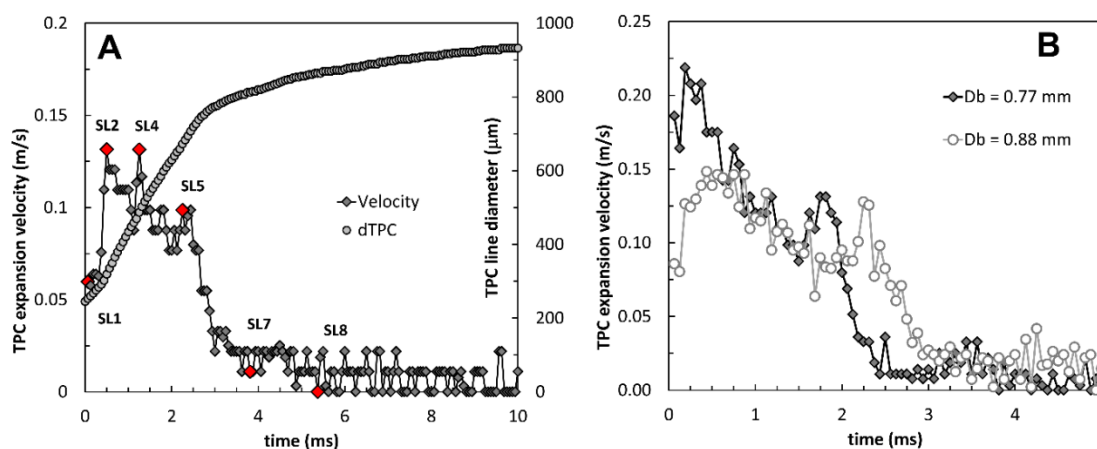 A
TPC expansion velocity (m/s)
0.2
0.15
0.1
0.05
0
SL1
SL2
SL4
SL5
SL7
SL8
Velocity
dTPC
1000
800
600
400
200
0
TPC line diameter (μm)
0 2 4 6 8 10
time (ms)
B
TPC expansion velocity (m/s)
0.25
0.20
0.15
0.10
0.05
0.00
Db = 0.77 mm
Db = 0.88 mm
0 1 2 3 4
time (ms)